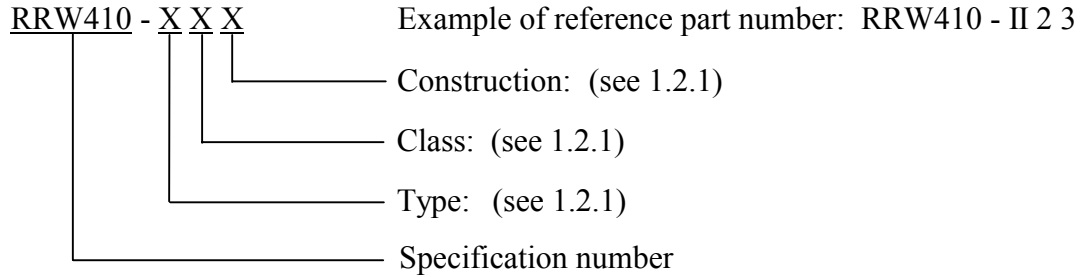 RRW410 - X X X Example of reference part number: RRW410 - II 2 3
Construction: (see 1.2.1)
Class: (see 1.2.1)
Type: (see 1.2.1)
Specification number